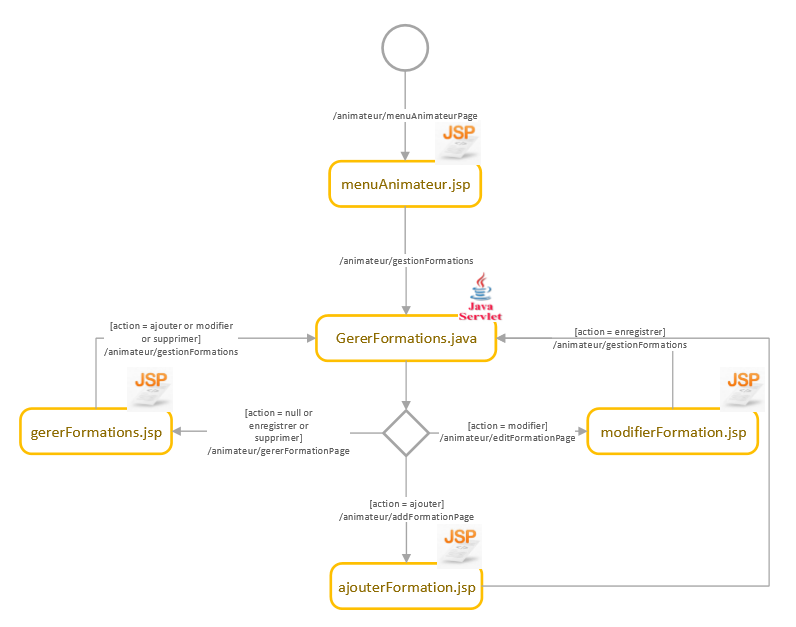 /animateur/menuAnimateurPage
JSP
menuAnimateur.jsp
/animateur/gestionFormations
Java
Servlet
GererFormations.java
[action = ajouter or modifier
or supprimer]
/animateur/gestionFormations
[action = enregistrer]
/animateur/gestionFormations
JSP
gererFormations.jsp
[action = null or
enregistrer or
supprimer]
/animateur/gererFormationPage
[action = modifier]
/animateur/editFormationPage
JSP
modifierFormation.jsp
[action = ajouter]
/animateur/addFormationPage
JSP
ajouterFormation.jsp